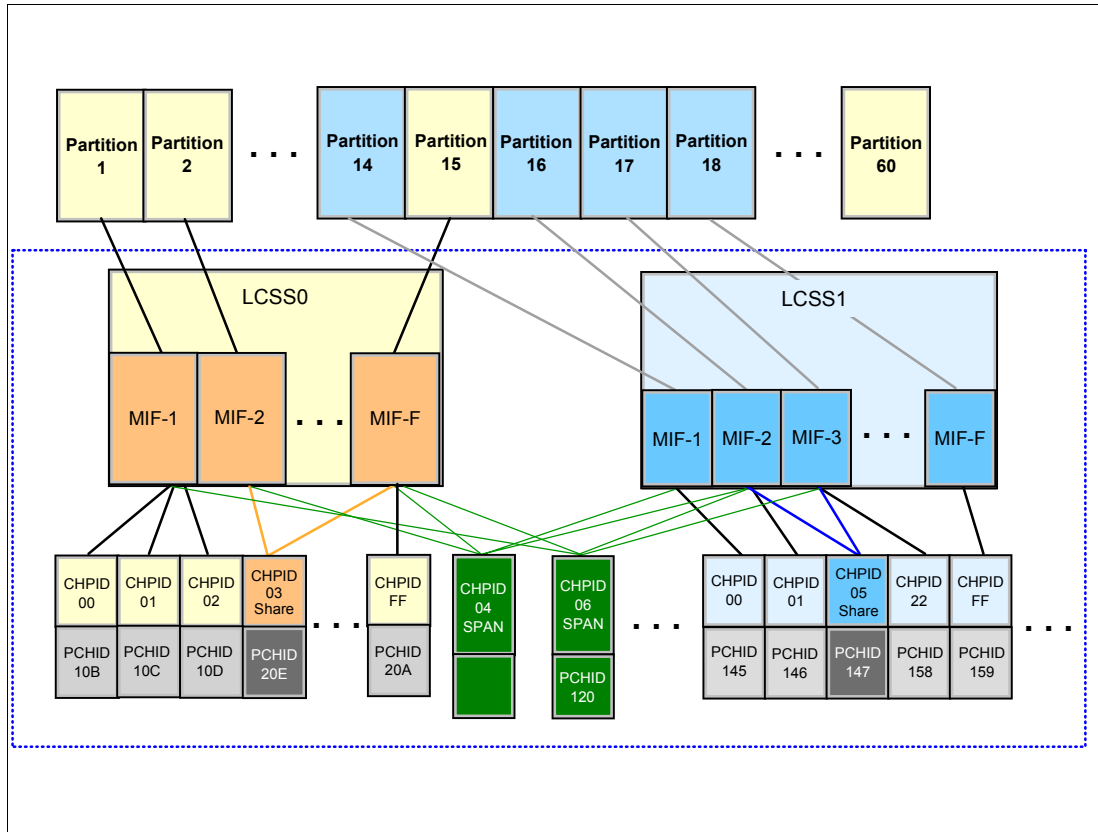 Partition
1
Partition
2
. . .
Partition
14
Partition
15
Partition
16
Partition
17
Partition
18
. . .
Partition
60
LCSS0
LCSS1
MIF-1
MIF-2
. . .
MIF-F
MIF-1
MIF-2
MIF-3
. . .
MIF-F
CHPID
00
CHPID
01
CHPID
02
CHPID
03
Share
. . .
CHPID
FF
CHPID
04
SPAN
CHPID
06
SPAN
. . .
CHPID
00
CHPID
01
CHPID
05
Share
CHPID
22
CHPID
FF
. . .
PCHID
10B
PCHID
10C
PCHID
10D
PCHID
20E
PCHID
20A
PCHID
120
PCHID
145
PCHID
146
PCHID
147
PCHID
158
PCHID
159